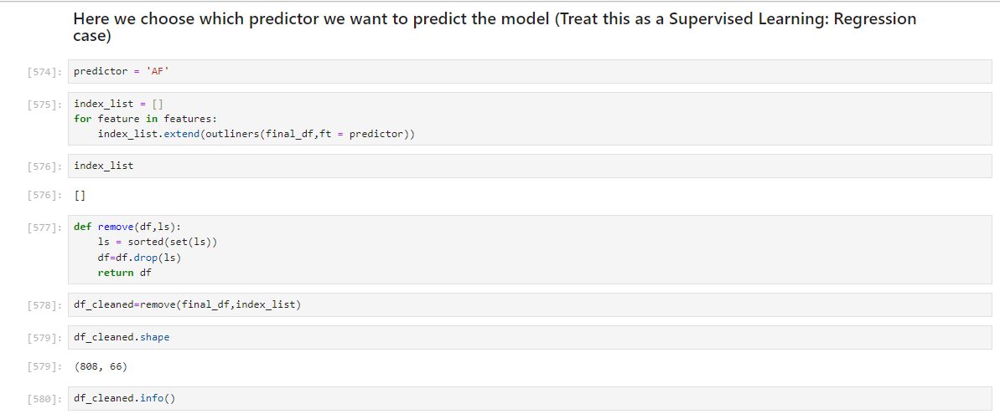 Here we choose which predictor we want to predict the model (Treat this as a Supervised Learning: Regression
case)
[574]: predictor = 'AF'
[575]: index_list = []
for feature in features:
    index_list.extend(outliners(final_df,ft = predictor))
[576]: index_list
[576]: []
[577]: def remove(df,ls):
    ls = sorted(set(ls))
    df=df.drop(ls)
    return df
[578]: df_cleaned=remove(final_df,index_list)
[579]: df_cleaned.shape
[579]: (808, 66)
[580]: df_cleaned.info()